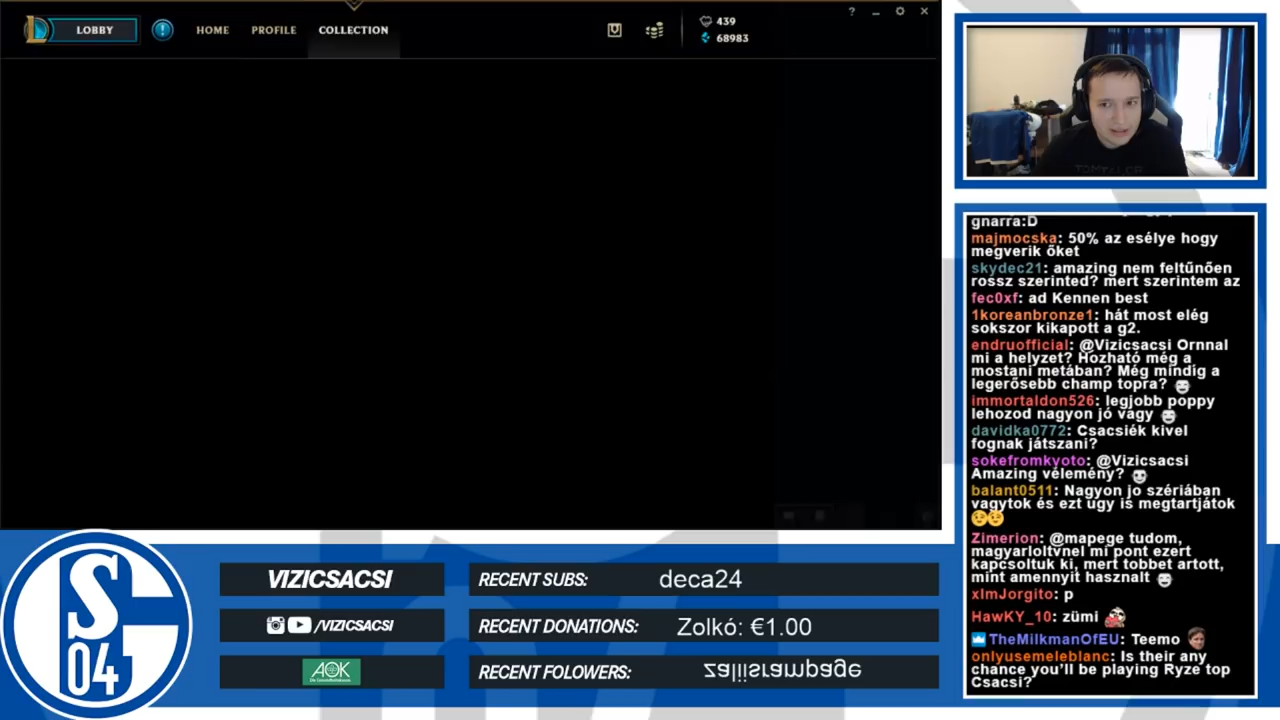 LOBBY
HOME
PROFILE
COLLECTION
439
68983
?
gnarra:D
majmocska: 50% az esélye hogy
megverik őket
skydec21: amazing nem feltűnően
rossz szerinted? mert szerintem az
fec0xf: ad Kennen best
1koreanbronze1: hát most elég
sokszor kikapott a g2.
endruofficial: @Vizicsacsi Ornnal
mi a helyzet? Hozható még a
mostani metában? Még mindig a
legerősebb champ topra?
immortaldon526: legjobb poppy
lehozod nagyon jó vagy
davidka0772: Csacsiék kivel
fognak játszani?
sokefromkyoto: @Vizicsacsi
Amazing vélemény?
balant0511: Nagyon jo szériában
vagytok és ezt ugy is megtartjátok
Zimerion: @mapege tudom,
magyarloltvnel mi pont ezert
kapcsoltuk ki, mert tobbet artott,
mint amennyit hasznalt
xImJorgito: p
HawKY_10: zümi
TheMilkmanOfEU: Teemo
onlyusemeleblanc: Is their any
chance you'll be playing Ryze top
Csacsi?
S
04
VIZICSACSI
/VIZICSACSI
AOK
Die Gesundheitskasse.
RECENT SUBS: deca24
RECENT DONATIONS: Zolkó: €1.00
RECENT FOLOWERS: zaliisrampage